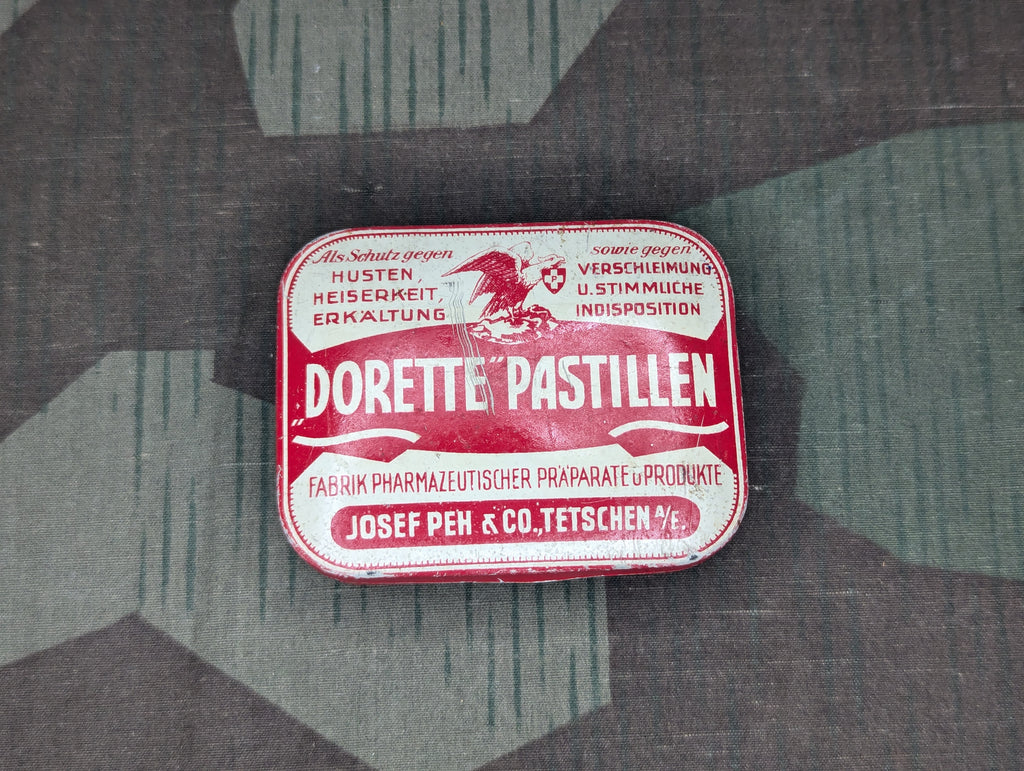 Als Schutz gegen
HUSTEN,
HEISERKEIT,
ERKÄLTUNG
P
sowie gegen
VERSCHLEIMUNG
U. STIMMLICHE
INDISPOSITION
„DORETTE" PASTILLEN
FABRIK PHARMAZEUTISCHER PRÄPARATE U PRODUKTE
JOSEF PEH & CO., TETSCHEN A/E.